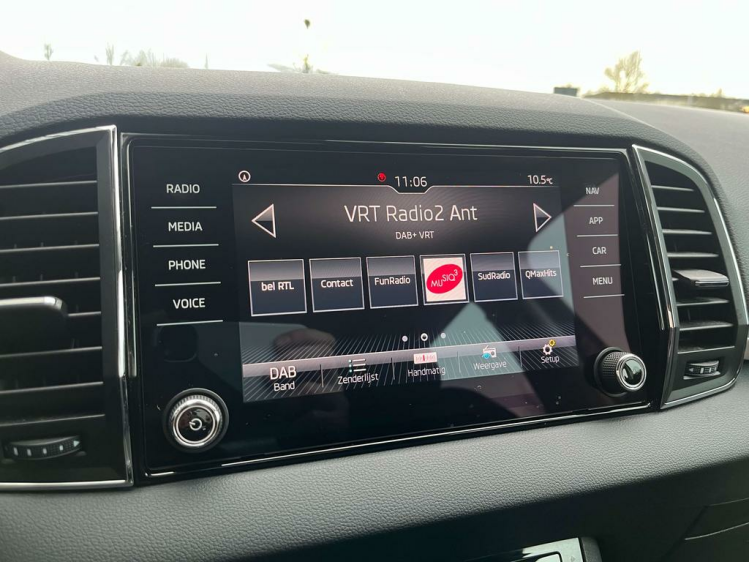 RADIO
MEDIA
PHONE
VOICE
11:06
10.5°C
VRT Radio2 Ant
DAB+ VRT
bel RTL
Contact
FunRadio
MUSIQ3
SudRadio
QMaxHits
DAB
Band
Zenderlijst
Handmatig
Weergave
Setup
NAV
APP
CAR
MENU